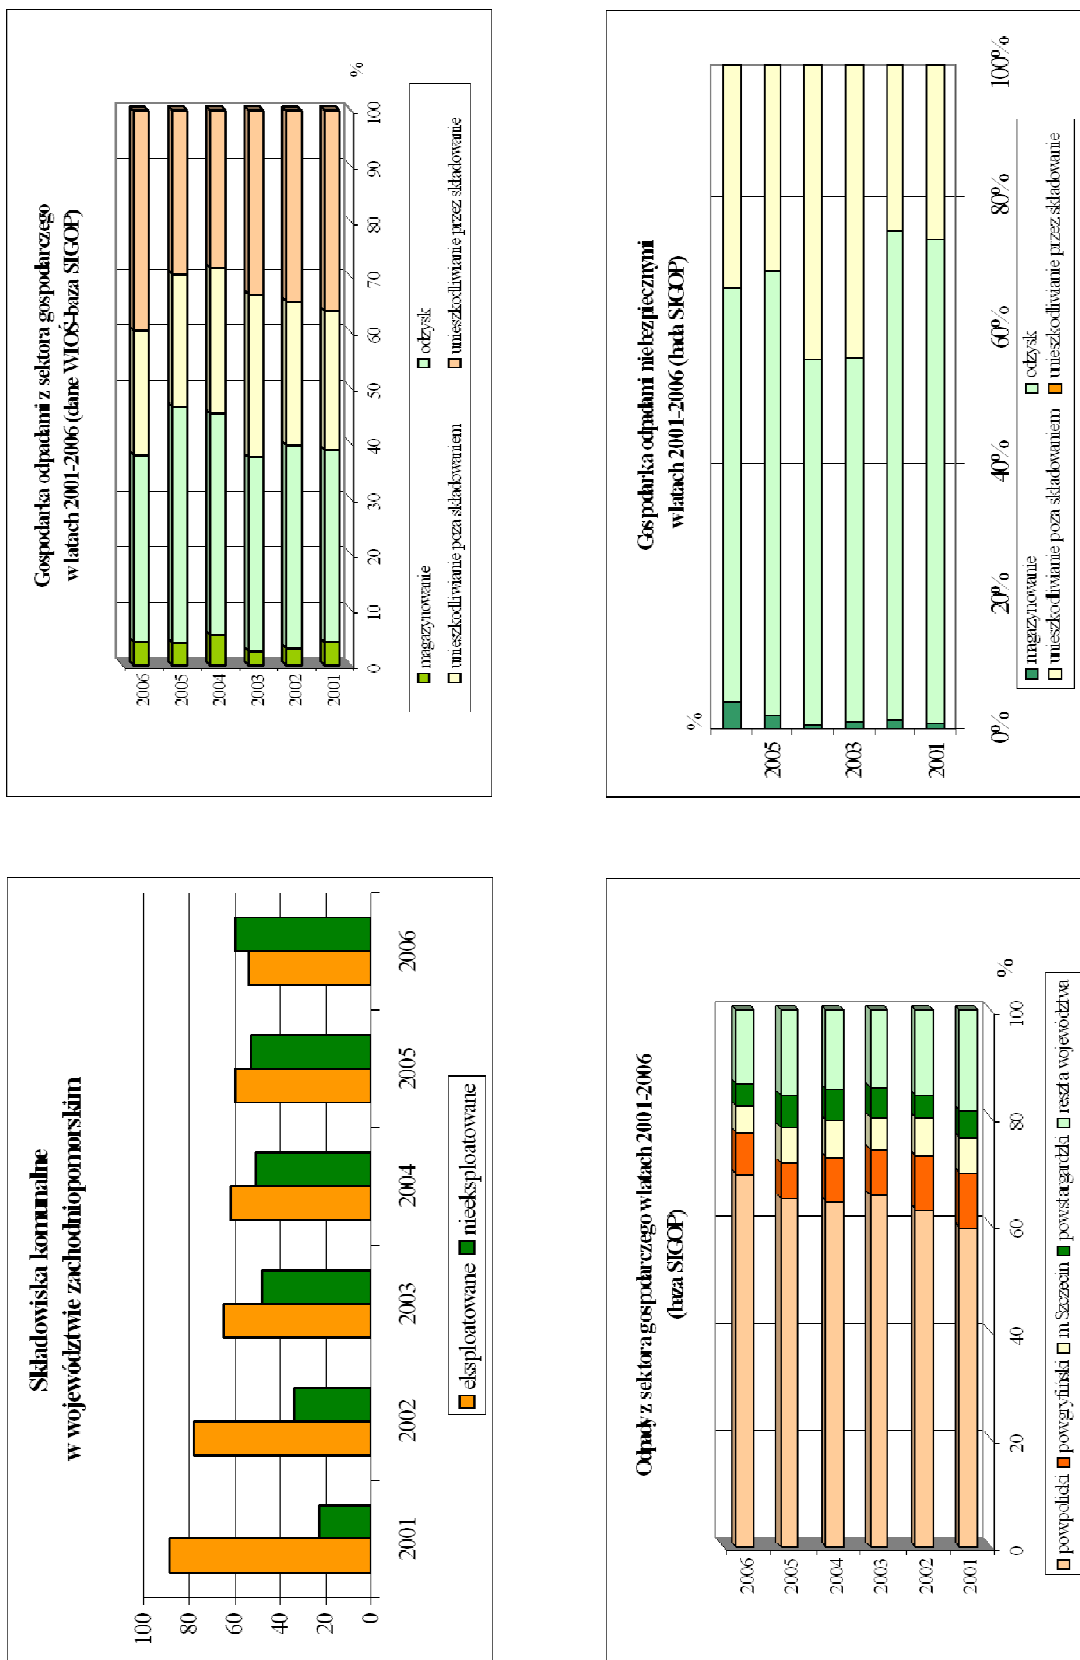 Składowiska komunalne
w województwie zachodniopomorskim
100
80
60
40
20
0
2001
2002
2003
2004
2005
2006
eksploatowane
nieeksploatowane
Gospodarka odpadami z sektora gospodarczego
w latach 2001-2006 (dane WIOŚ-baza SIGOP)
2006
2005
2004
2003
2002
2001
0
10
20
30
40
50
60
70
80
90
100
%
magazynowanie
odzysk
unieszkodliwianie poza składowaniem
unieszkodliwianie przez składowanie
Odpady z sektora gospodarczego w latach 2001-2006
(baza SIGOP)
2006
2005
2004
2003
2002
2001
0
20
40
60
80
100
%
pow.policki
pow.gryfiński
m.Szczecin
pow.stargardzki
reszta województwa
Gospodarka odpadami niebezpiecznymi
w latach 2001-2006 (bada SIGOP)
%
2005
2003
2001
0%
20%
40%
60%
80%
100%
magazynowanie
odzysk
unieszkodliwianie poza składowaniem
unieszkodliwianie przez składowanie